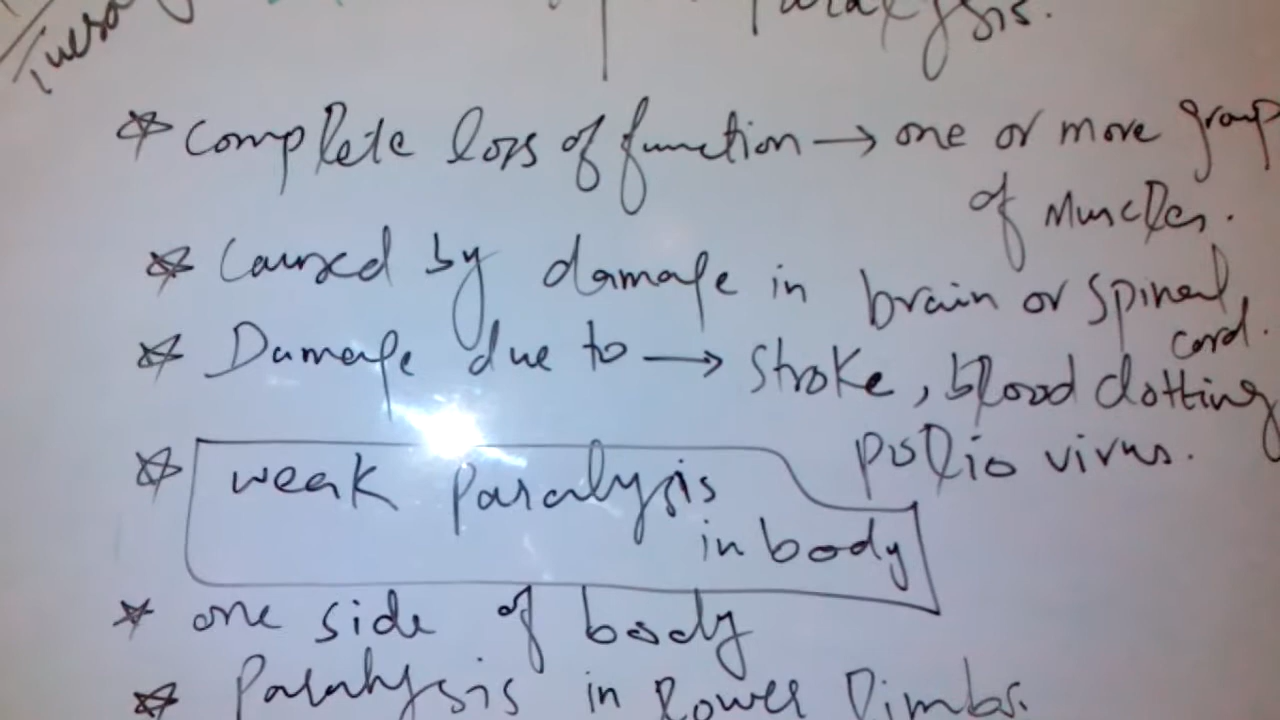 Paralysis.
* Complete loss of function → one or more group
of Muscles.
* Caused by damage in brain or spinal
cord.
* Damage due to → stroke, blood clotting
polio virus.
* weak paralysis
in body
* one side of body
* Paralysis in lower limbs.